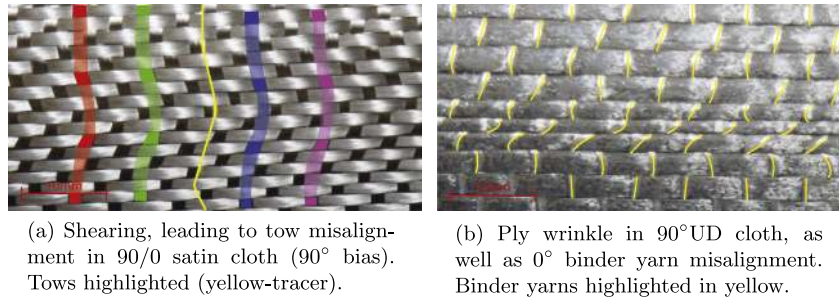 (a) Shearing, leading to tow misalign-
ment in 90/0 satin cloth (90° bias).
Tows highlighted (yellow-tracer).
(b) Ply wrinkle in 90°UD cloth, as
well as 0° binder yarn misalignment.
Binder yarns highlighted in yellow.